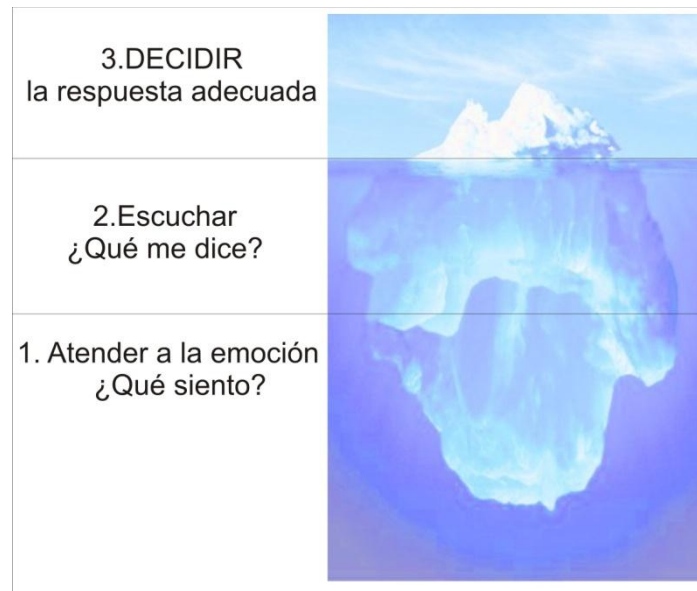 3.DECIDIR
la respuesta adecuada
2.Escuchar
¿Qué me dice?
1. Atender a la emoción
¿Qué siento?